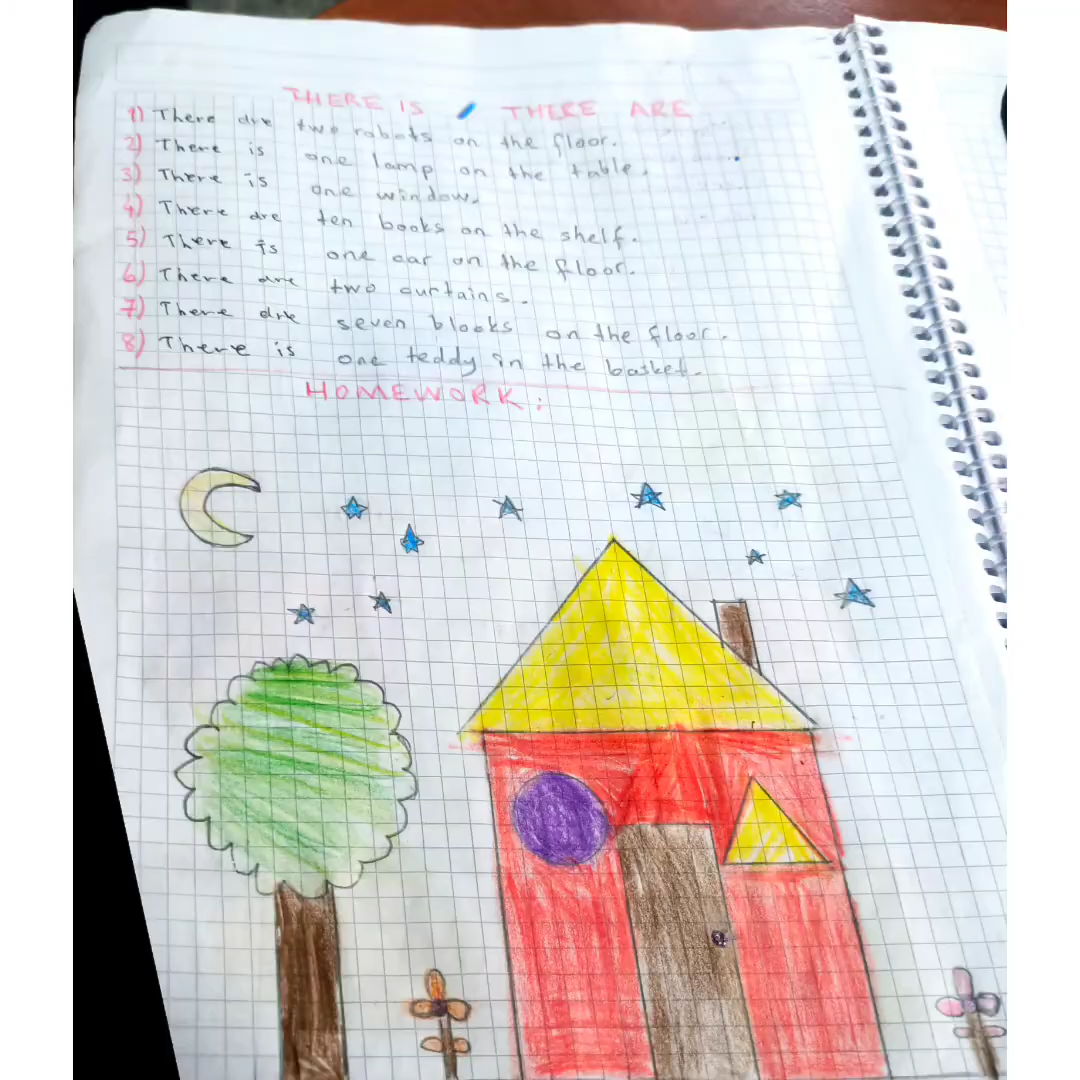 THERE IS / THERE ARE
1) There are two robots on the floor.
2) There is one lamp on the table.
3) There is one window.
4) There are ten books on the shelf.
5) There is one car on the floor.
6) There are two curtains.
7) There are seven blocks on the floor.
8) There is one teddy in the basket.
HOMEWORK: